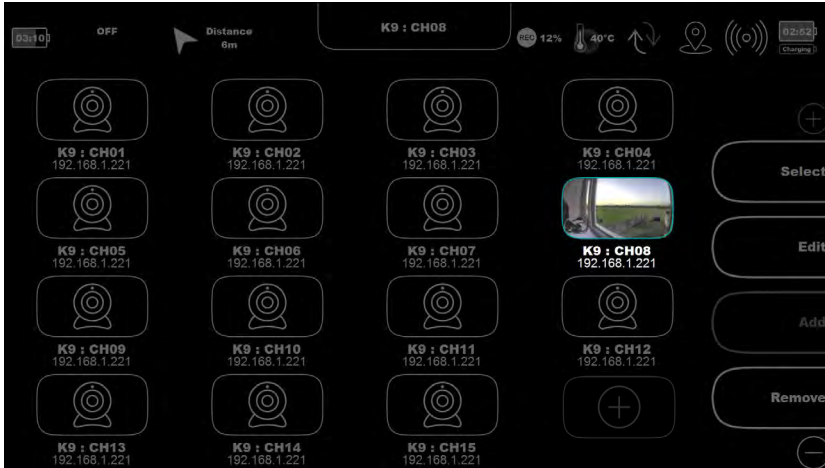 03:10
OFF
Distance
6m
K9 : CH08
REC 12%
40°C
02:52
Charging
K9 : CH01
192.168.1.221
K9 : CH02
192.168.1.221
K9 : CH03
192.168.1.221
K9 : CH04
192.168.1.221
Select
K9 : CH05
192.168.1.221
K9 : CH06
192.168.1.221
K9 : CH07
192.168.1.221
K9 : CH08
192.168.1.221
Edit
K9 : CH09
192.168.1.221
K9 : CH10
192.168.1.221
K9 : CH11
192.168.1.221
K9 : CH12
192.168.1.221
Add
K9 : CH13
192.168.1.221
K9 : CH14
192.168.1.221
K9 : CH15
192.168.1.221
Remove